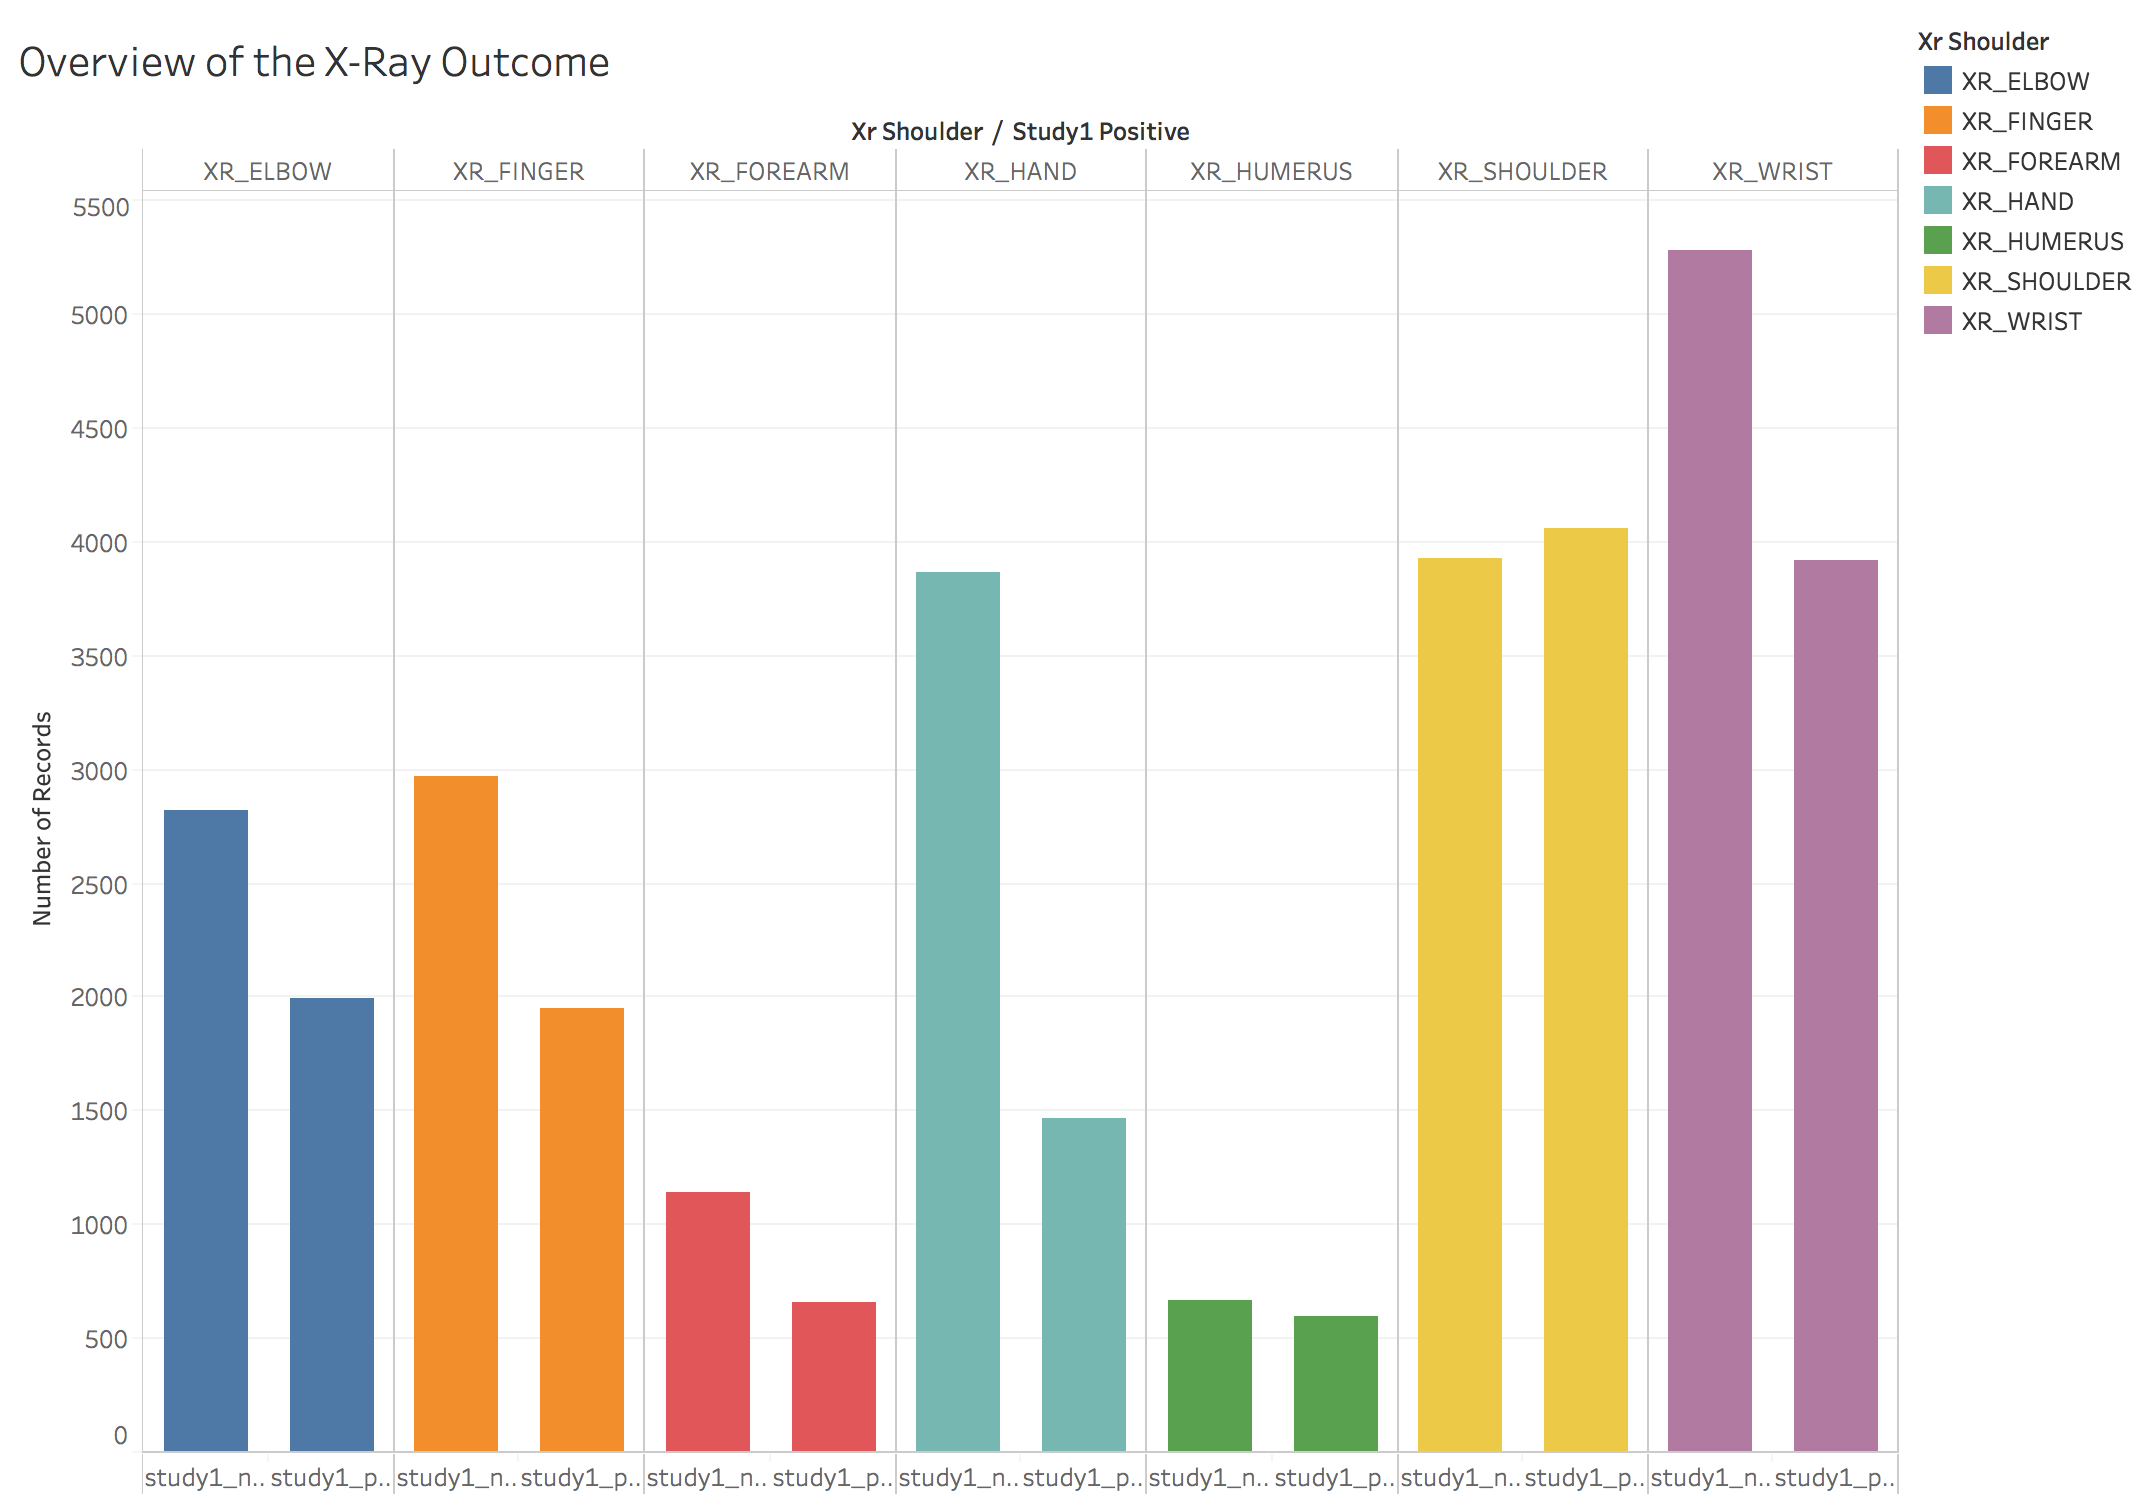 Overview of the X-Ray Outcome
Xr Shoulder / Study1 Positive
XR_ELBOW XR_FINGER XR_FOREARM XR_HAND XR_HUMERUS XR_SHOULDER XR_WRIST
5500
5000
4500
4000
3500
3000
2500
2000
1500
1000
500
0
Number of Records
study1_n.. study1_p.. study1_n.. study1_p.. study1_n.. study1_p.. study1_n.. study1_p.. study1_n.. study1_p.. study1_n.. study1_p.. study1_n.. study1_p..
Xr Shoulder
XR_ELBOW
XR_FINGER
XR_FOREARM
XR_HAND
XR_HUMERUS
XR_SHOULDER
XR_WRIST